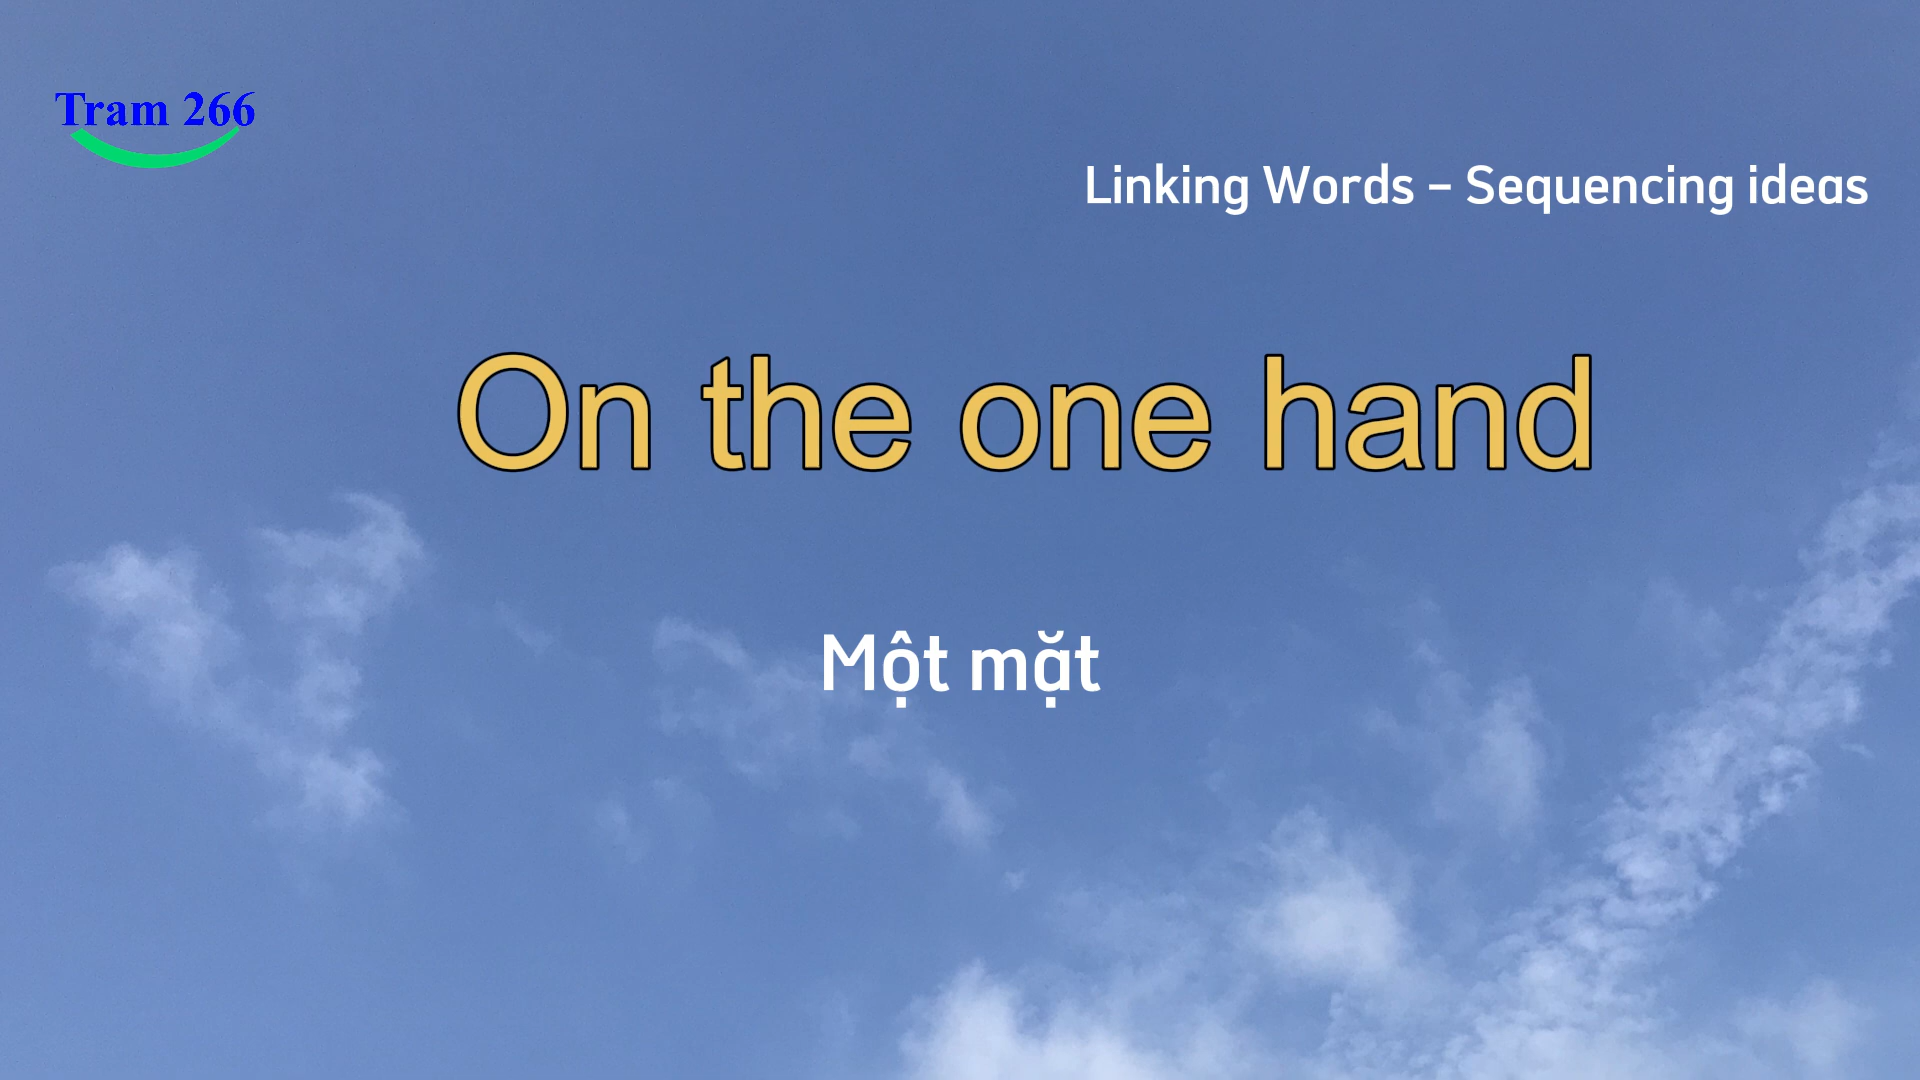 Tram 266
Linking Words – Sequencing ideas
On the one hand
Một mặt